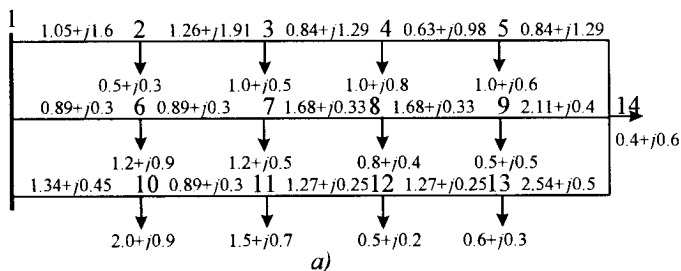 1
1.05+j1.6 2 1.26+j1.91 3 0.84+j1.29 4 0.63+j0.98 5 0.84+j1.29
0.5+j0.3 1.0+j0.5 1.0+j0.8 1.0+j0.6
0.89+j0.3 6 0.89+j0.3 7 1.68+j0.33 8 1.68+j0.33 9 2.11+j0.4 14
0.4+j0.6
1.2+j0.9 1.2+j0.5 0.8+j0.4 0.5+j0.5
1.34+j0.45 10 0.89+j0.3 11 1.27+j0.25 12 1.27+j0.25 13 2.54+j0.5
2.0+j0.9 1.5+j0.7 0.5+j0.2 0.6+j0.3
а)